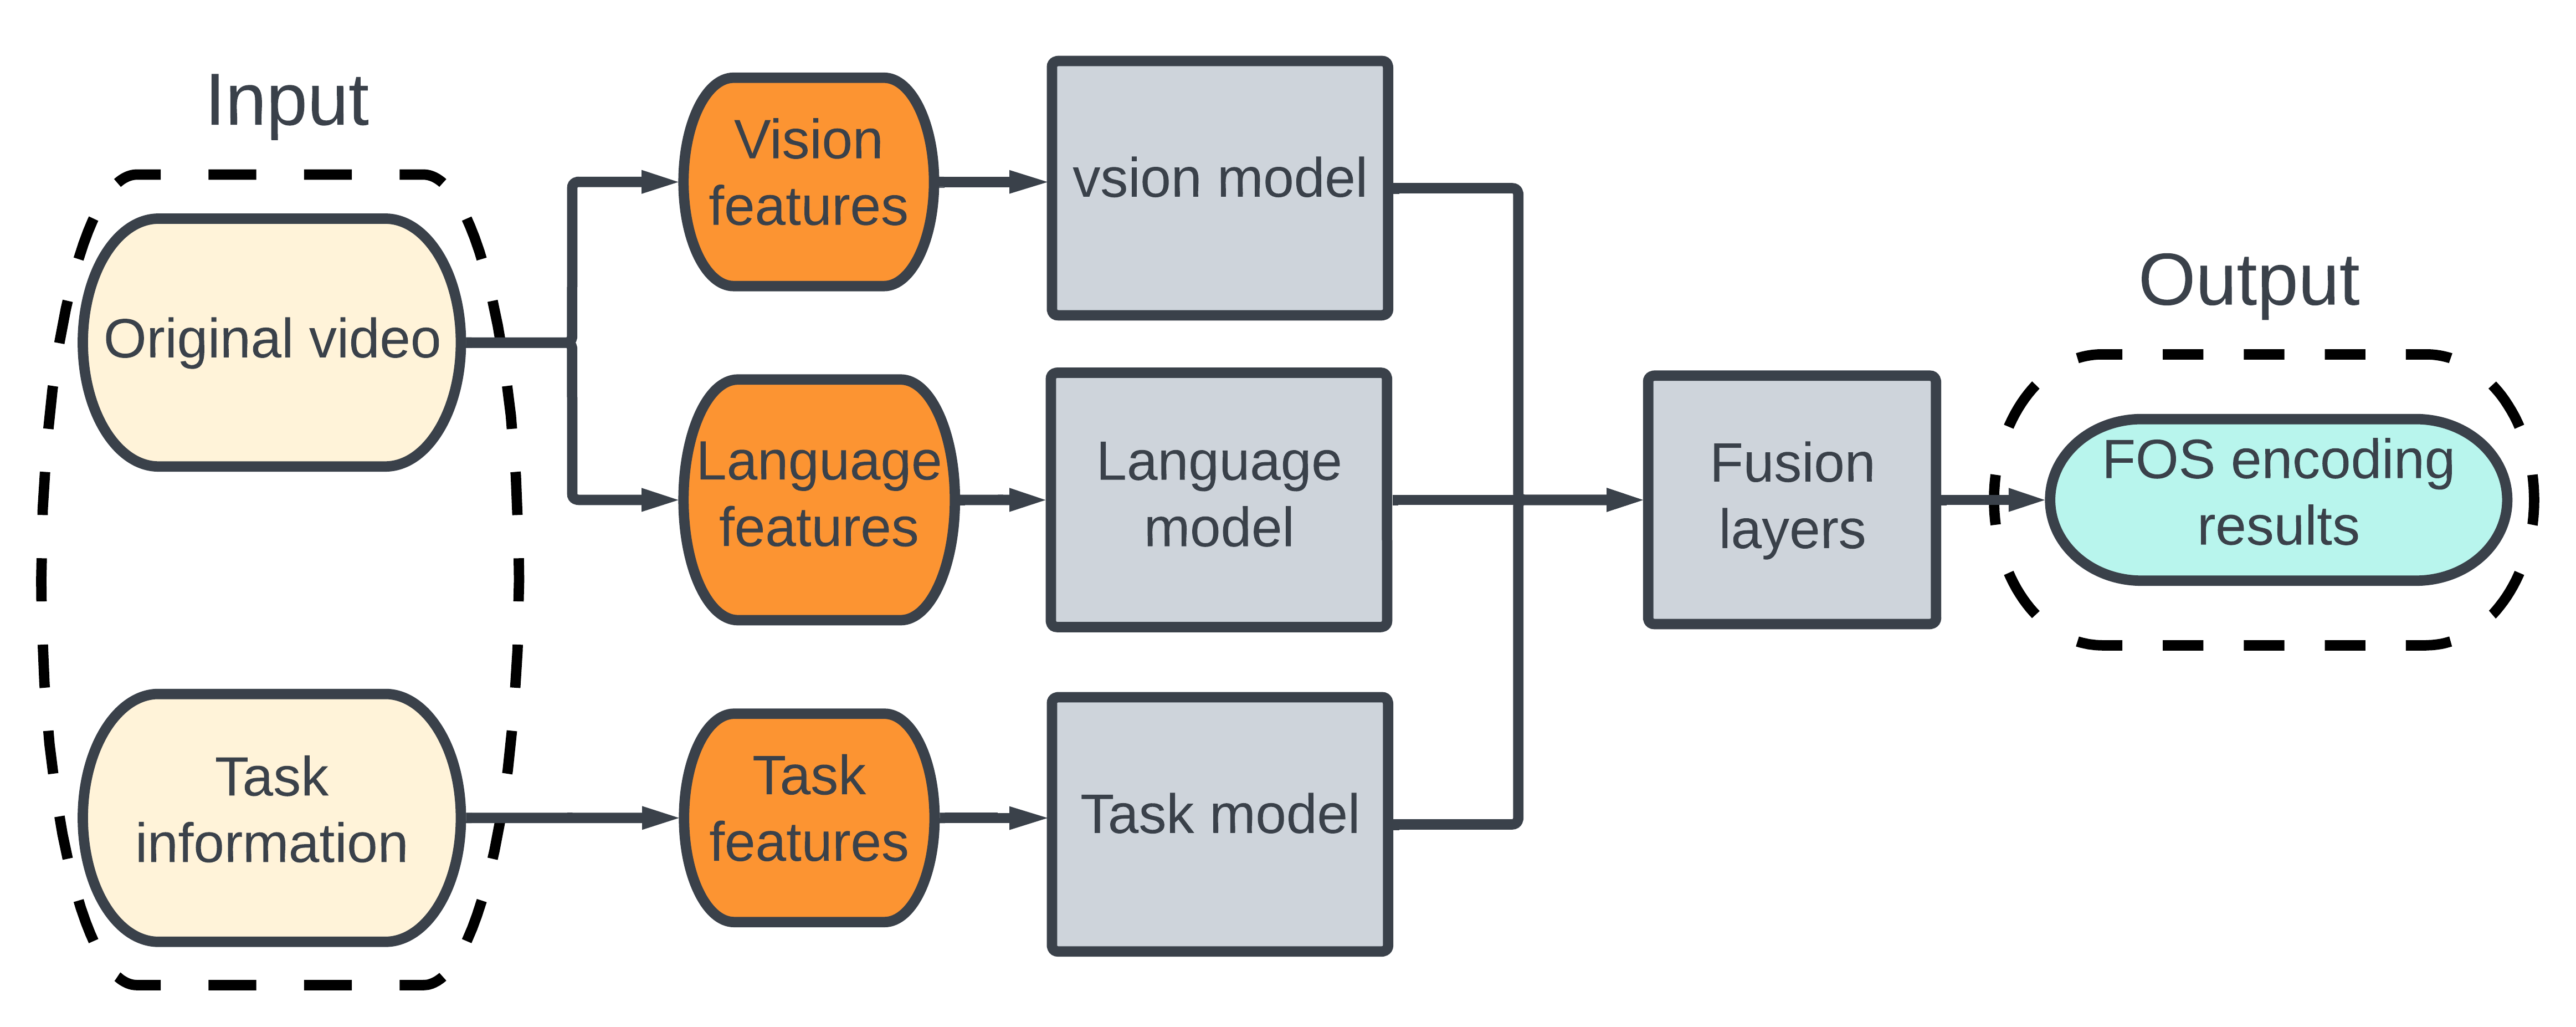 Input
Original video
Task
information
Vision
features
Language
features
Task
features
vsion model
Language
model
Task model
Fusion
layers
Output
FOS encoding
results